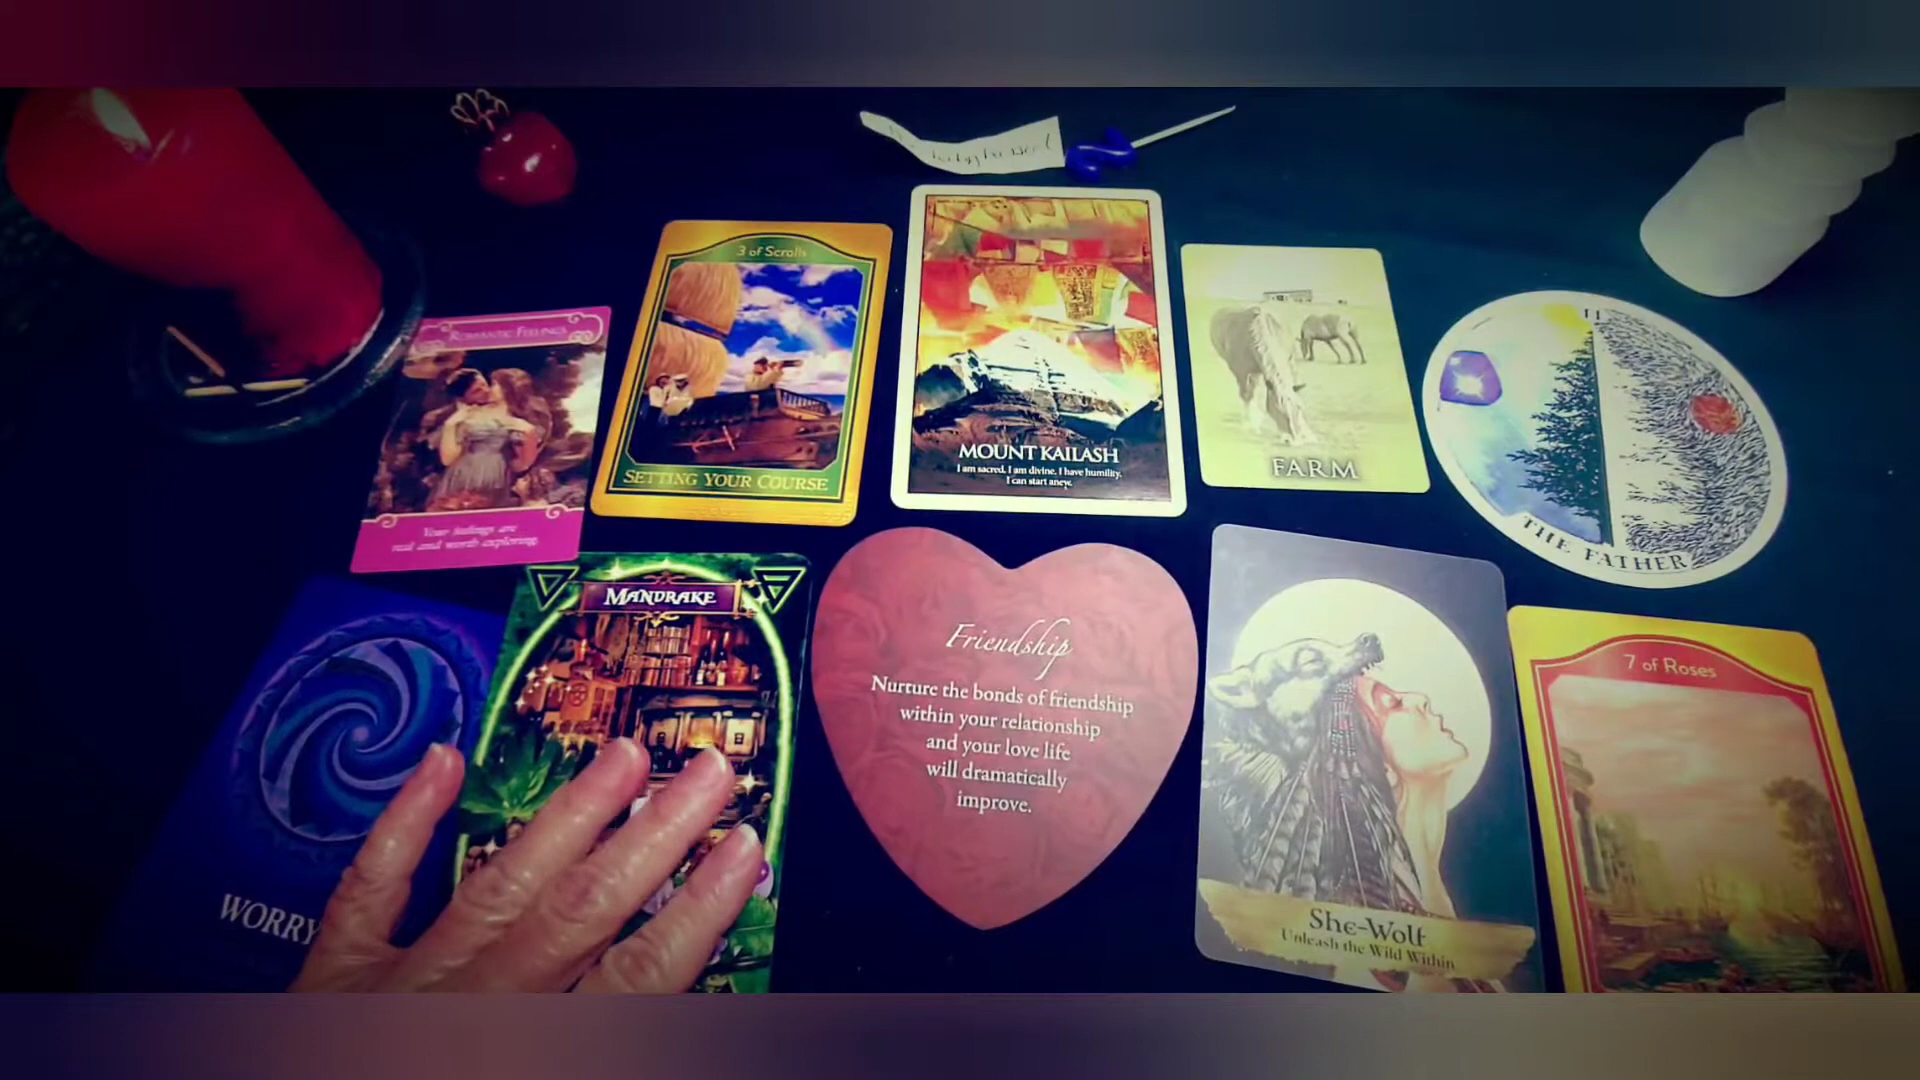 3 of Scrolls
SETTING YOUR COURSE
ROMANTIC FEELINGS
Your feelings are
real and worth exploring.
MOUNT KAILASH
I am sacred. I am divine. I have humility.
I can start anew.
FARM
II
THE FATHER
WORRY
MANDRAKE
Friendship
Nurture the bonds of friendship
within your relationship
and your love life
will dramatically
improve.
She-Wolf
Unleash the Wild Within
7 of Roses